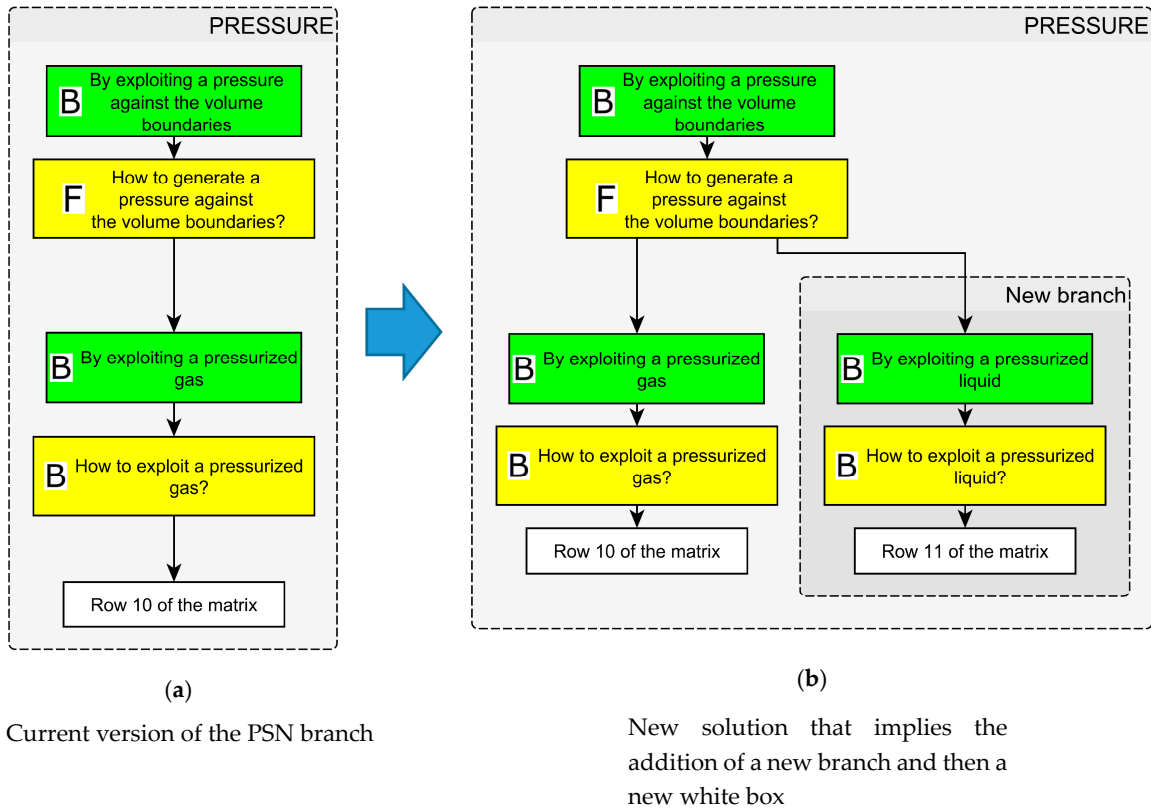 PRESSURE
B
By exploiting a pressure
against the volume
boundaries
F
How to generate a
pressure against
the volume boundaries?
B
By exploiting a pressurized
gas
B
How to exploit a pressurized
gas?
Row 10 of the matrix
(a)
Current version of the PSN branch
PRESSURE
B
By exploiting a pressure
against the volume
boundaries
F
How to generate a
pressure against
the volume boundaries?
B
By exploiting a pressurized
gas
B
How to exploit a pressurized
gas?
Row 10 of the matrix
New branch
B
By exploiting a pressurized
liquid
B
How to exploit a pressurized
liquid?
Row 11 of the matrix
(b)
New solution that implies the
addition of a new branch and then a
new white box